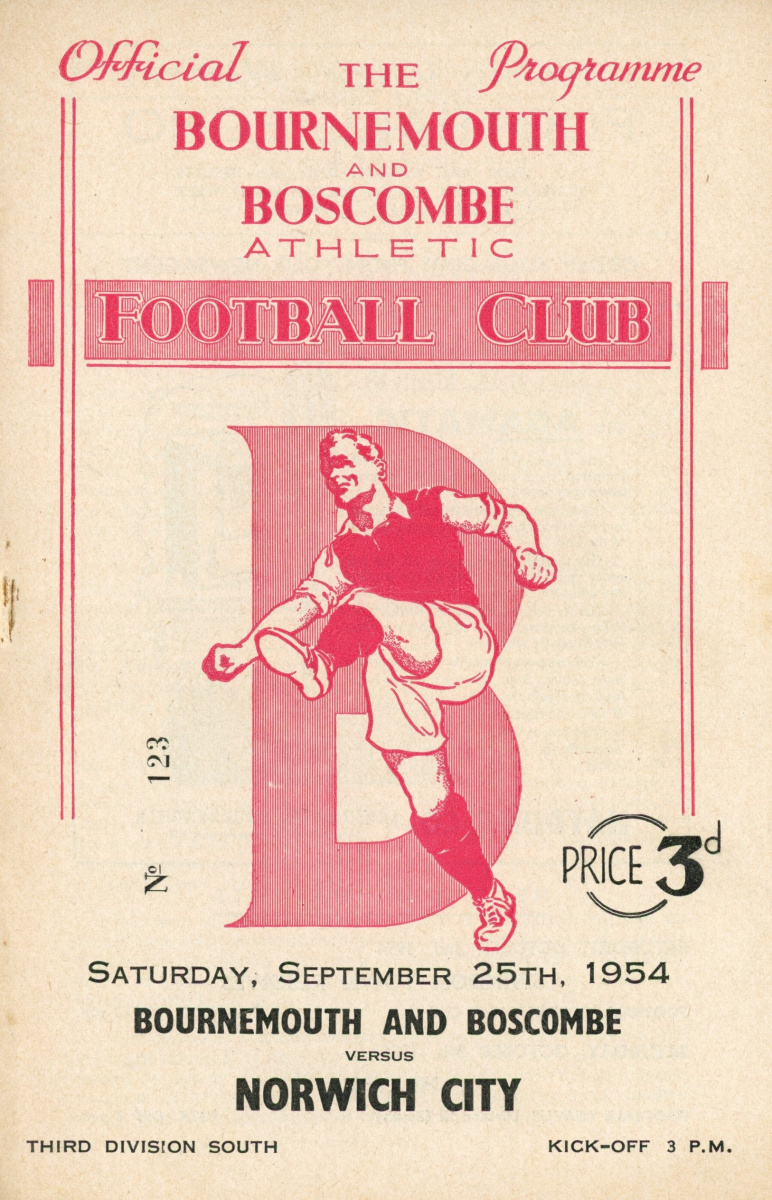 Official THE Programme
BOURNEMOUTH
AND
BOSCOMBE
ATHLETIC
FOOTBALL CLUB
Nº 123
PRICE 3d
SATURDAY, SEPTEMBER 25TH, 1954
BOURNEMOUTH AND BOSCOMBE
VERSUS
NORWICH CITY
THIRD DIVISION SOUTH KICK-OFF 3 P.M.